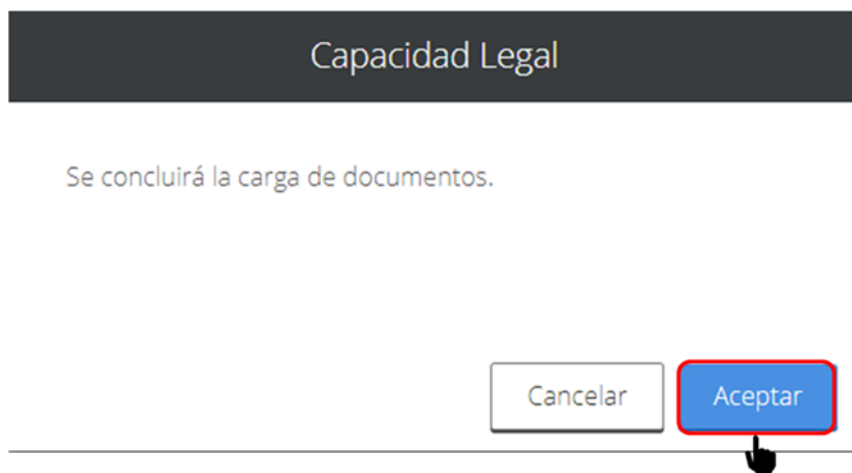 Capacidad Legal
Se concluirá la carga de documentos.
Cancelar
Aceptar